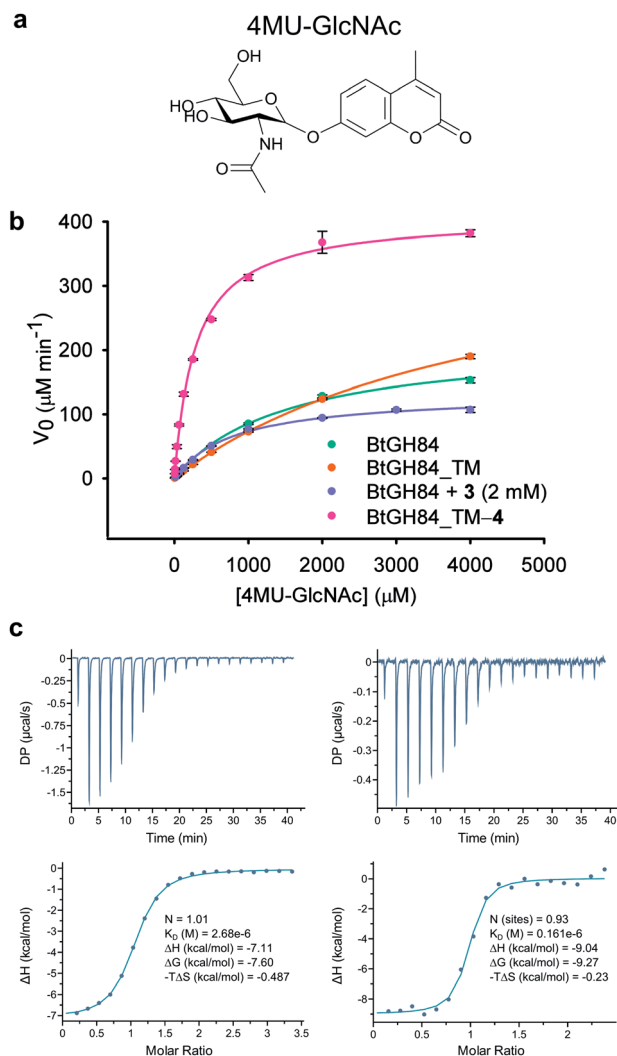 a
4MU-GlcNAc
OH
O
HO
HO
O
NH
O
O
O
b
400
300
200
100
0
V0 (μM min-1)
BtGH84
BtGH84_TM
BtGH84 + 3 (2 mM)
BtGH84_TM–4
0 1000 2000 3000 4000 5000
[4MU-GlcNAc] (μM)
c
0
-0.25
-0.5
-0.75
-1
-1.25
-1.5
DP (μcal/s)
0 5 10 15 20 25 30 35 40
Time (min)
0
-0.1
-0.2
-0.3
-0.4
DP (μcal/s)
0 5 10 15 20 25 30 35 40
Time (min)
0
-1
-2
-3
-4
-5
-6
-7
ΔH (kcal/mol)
N = 1.01
KD (M) = 2.68e-6
ΔH (kcal/mol) = -7.11
ΔG (kcal/mol) = -7.60
-TΔS (kcal/mol) = -0.487
0 0.5 1.0 1.5 2.0 2.5 3.0 3.5
Molar Ratio
0
-2
-4
-6
-8
ΔH (kcal/mol)
N (sites) = 0.93
KD (M) = 0.161e-6
ΔH (kcal/mol) = -9.04
ΔG (kcal/mol) = -9.27
-TΔS (kcal/mol) = -0.23
0 0.5 1.0 1.5 2.0
Molar Ratio